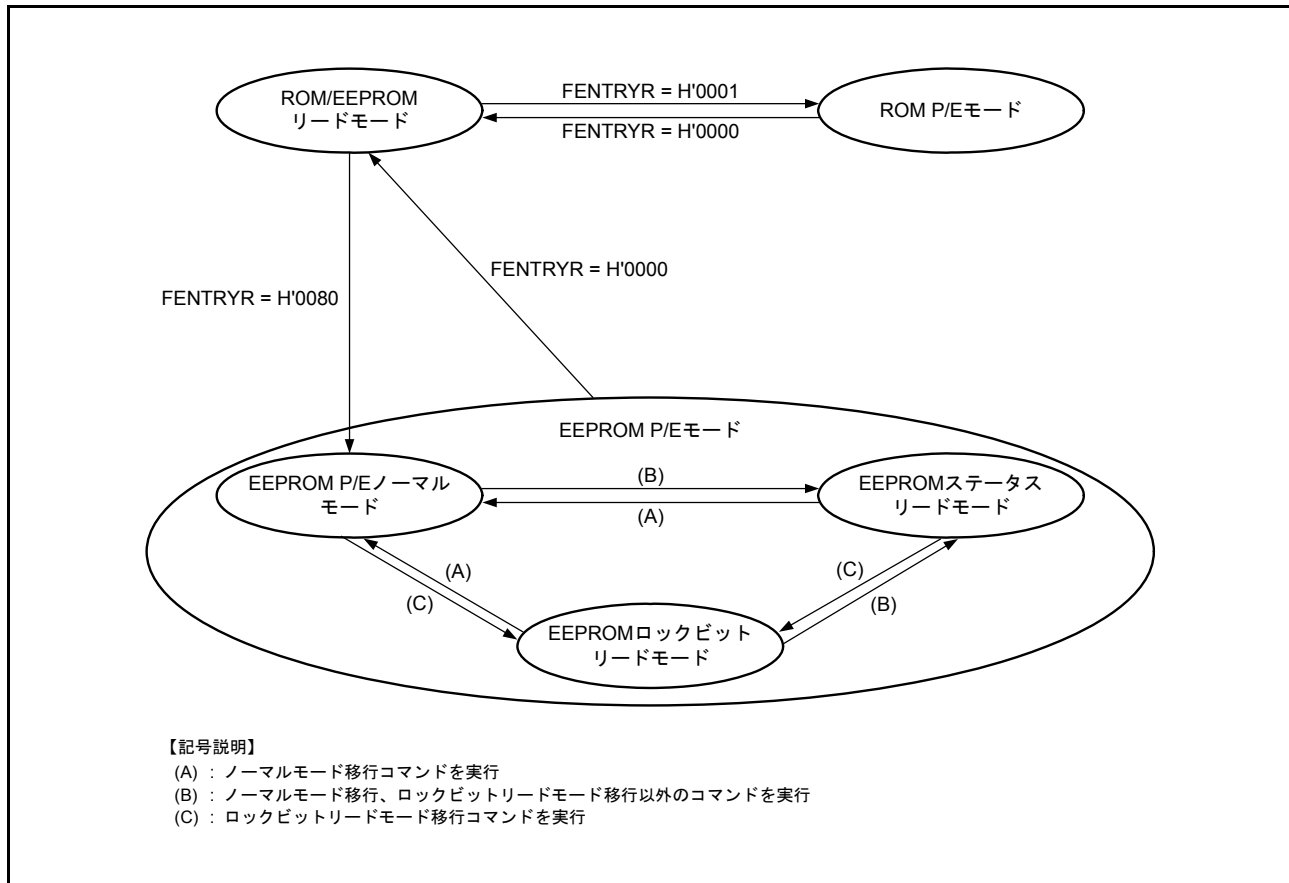 ROM/EEPROM
リードモード
FENTRYR = H'0001
FENTRYR = H'0000
ROM P/Eモード
FENTRYR = H'0080
FENTRYR = H'0000
EEPROM P/Eモード
EEPROM P/Eノーマル
モード
(B)
(A)
EEPROMステータス
リードモード
(A)
(C)
(C)
(B)
EEPROMロックビット
リードモード
【記号説明】
(A) : ノーマルモード移行コマンドを実行
(B) : ノーマルモード移行、ロックビットリードモード移行以外のコマンドを実行
(C) : ロックビットリードモード移行コマンドを実行